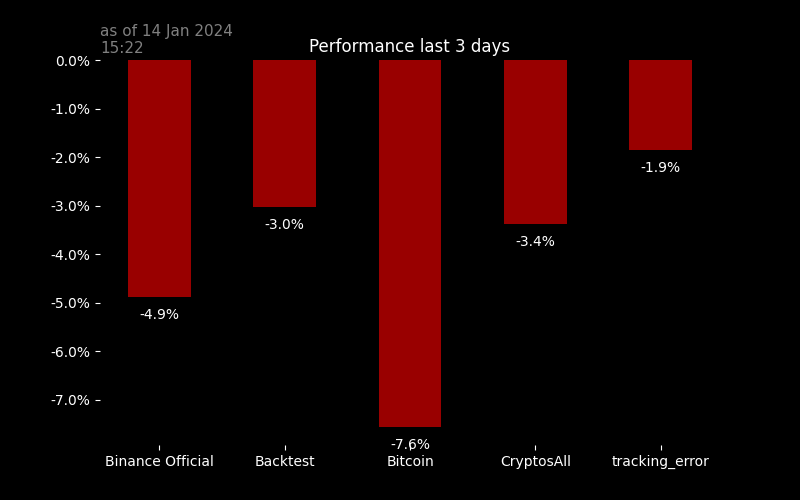 as of 14 Jan 2024
15:22
Performance last 3 days
0.0%
-1.0%
-2.0%
-3.0%
-4.0%
-5.0%
-6.0%
-7.0%
-4.9%
-3.0%
-7.6%
-3.4%
-1.9%
Binance Official
Backtest
Bitcoin
CryptosAll
tracking_error